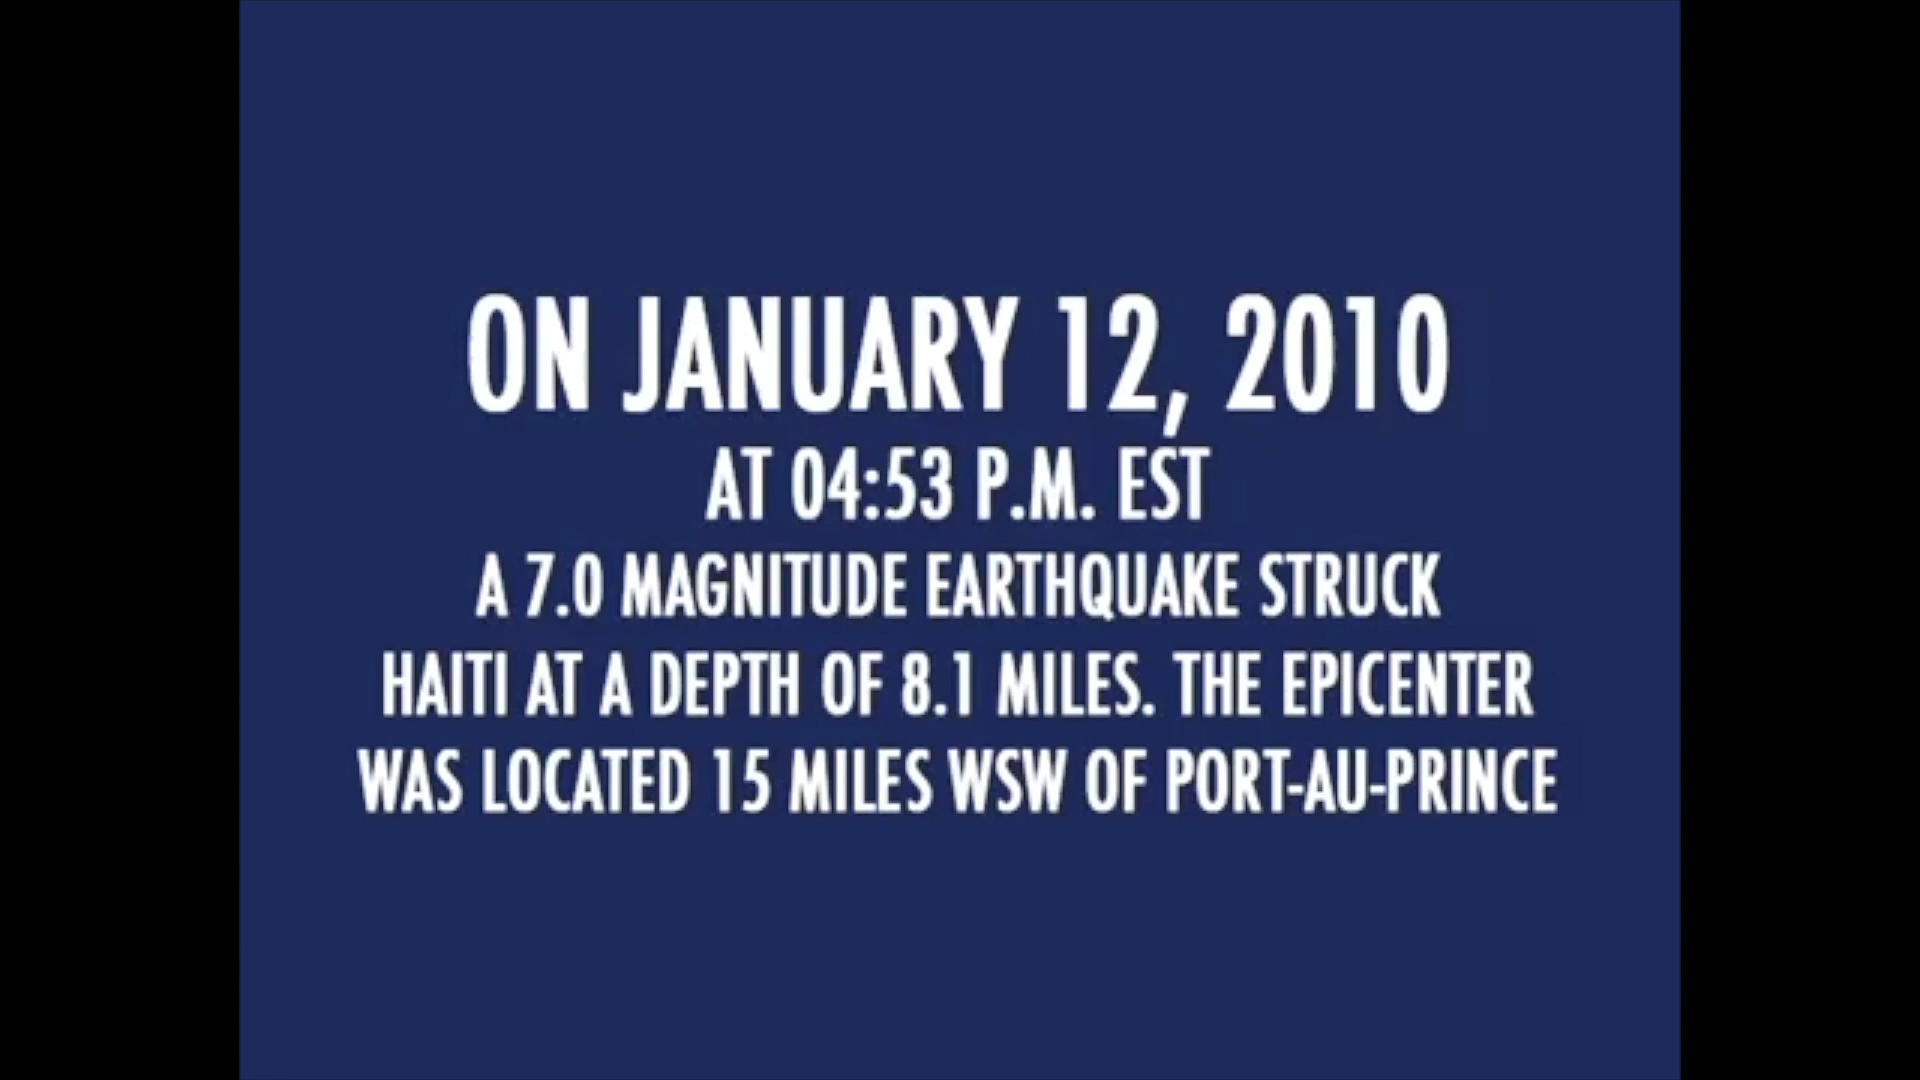 ON JANUARY 12, 2010
AT 04:53 P.M. EST
A 7.0 MAGNITUDE EARTHQUAKE STRUCK
HAITI AT A DEPTH OF 8.1 MILES. THE EPICENTER
WAS LOCATED 15 MILES WSW OF PORT-AU-PRINCE